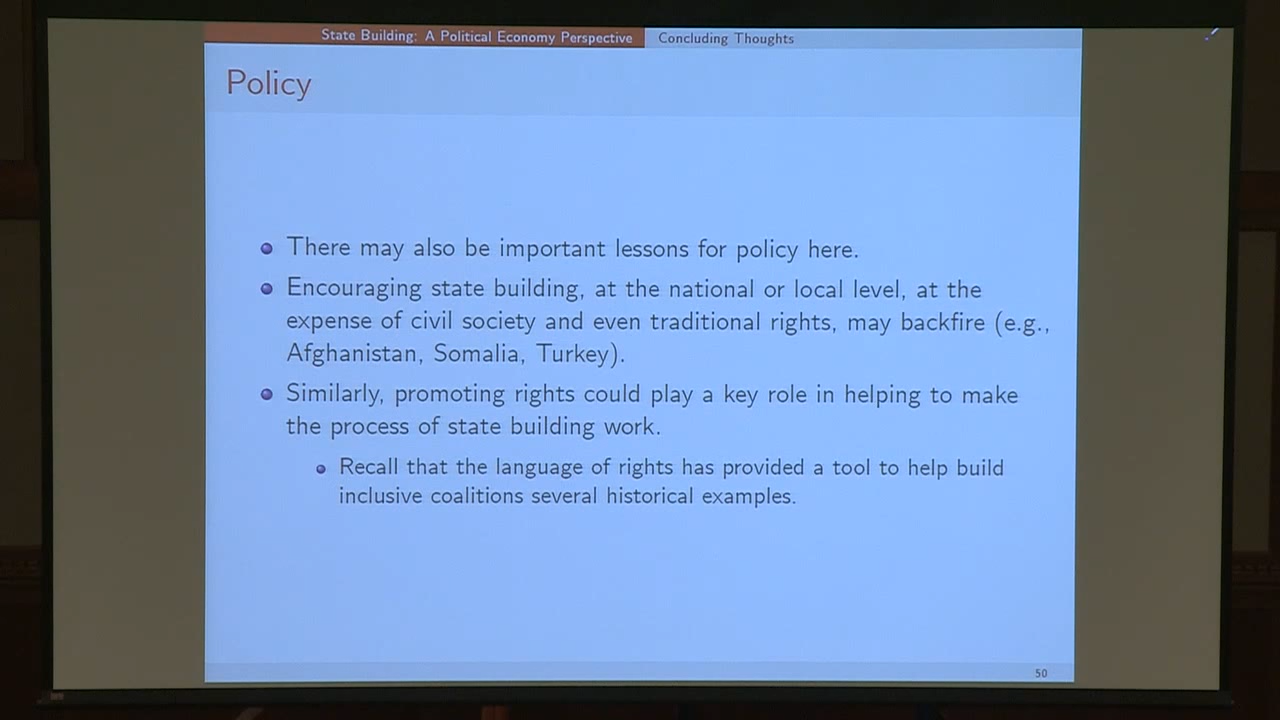 State Building: A Political Economy Perspective Concluding Thoughts
Policy
There may also be important lessons for policy here.
Encouraging state building, at the national or local level, at the
expense of civil society and even traditional rights, may backfire (e.g.,
Afghanistan, Somalia, Turkey).
Similarly, promoting rights could play a key role in helping to make
the process of state building work.
Recall that the language of rights has provided a tool to help build
inclusive coalitions several historical examples.
50